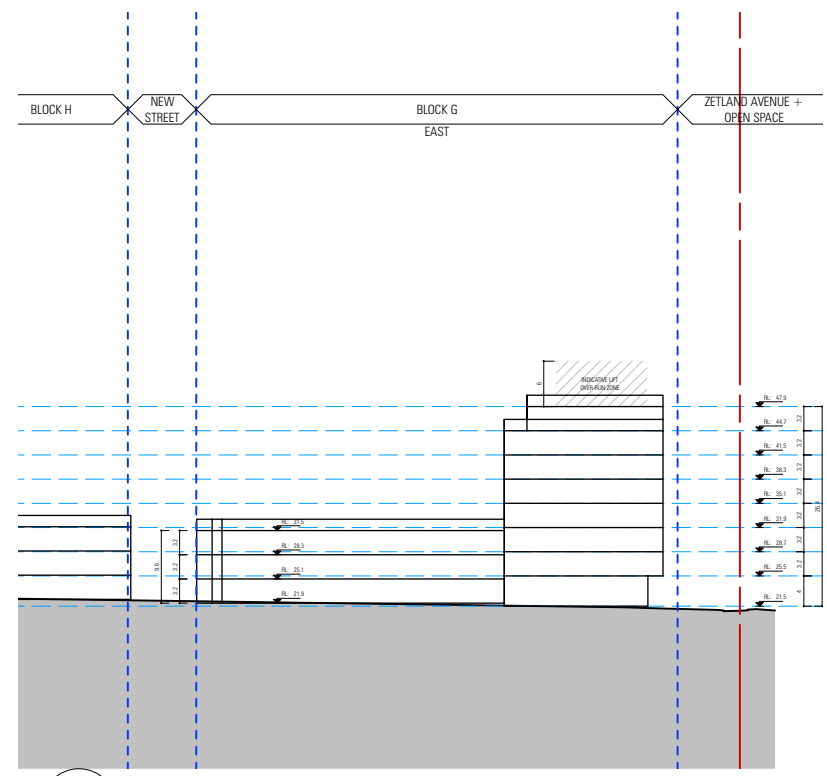 BLOCK H
NEW
STREET
BLOCK G
EAST
ZETLAND AVENUE +
OPEN SPACE
6
INDICATIVE LIFT
OVER-RUN ZONE
RL: 47.9
RL: 44.7
RL: 41.5
RL: 38.3
RL: 35.1
RL: 31.9
RL: 28.7
RL: 25.5
RL: 21.5
3.2
3.2
3.2
3.2
3.2
3.2
3.2
4
26.4
RL: 31.5
RL: 28.3
RL: 25.1
RL: 21.9
3.2
3.2
3.2
9.6